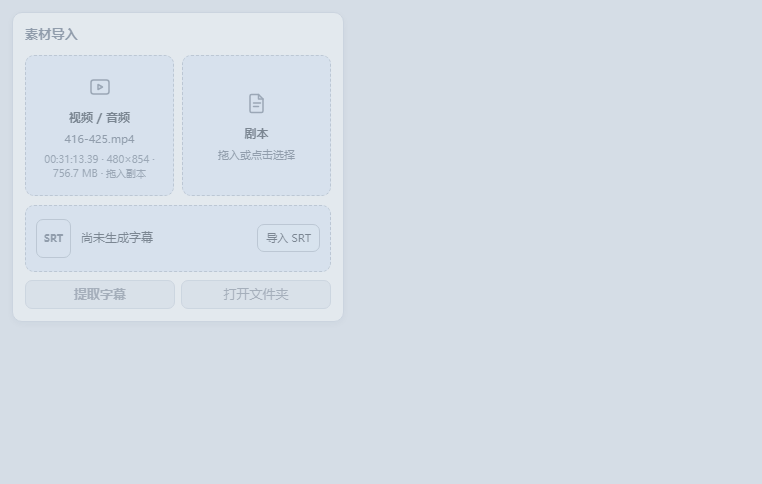 素材导入
视频 / 音频
416-425.mp4
00:31:13.39 · 480×854 ·
756.7 MB · 拖入剧本
剧本
拖入或点击选择
SRT
尚未生成字幕
导入 SRT
提取字幕
打开文件夹